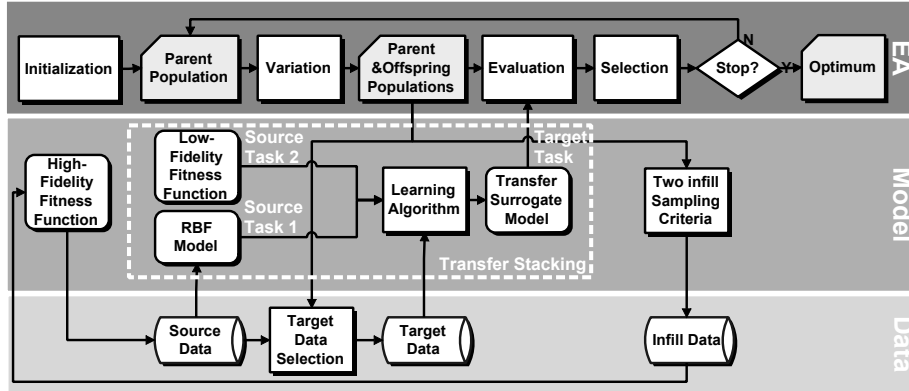 Initialization
Parent
Population
Variation
Parent
&Offspring
Populations
Evaluation
Selection
Stop?
N
Y
Optimum
EA
High-
Fidelity
Fitness
Function
Low-
Fidelity
Fitness
Function
Source
Task 2
RBF
Model
Source
Task 1
Learning
Algorithm
Target
Task
Transfer
Surrogate
Model
Transfer Stacking
Two infill
Sampling
Criteria
Model
Source
Data
Target
Data
Selection
Target
Data
Infill Data
Data